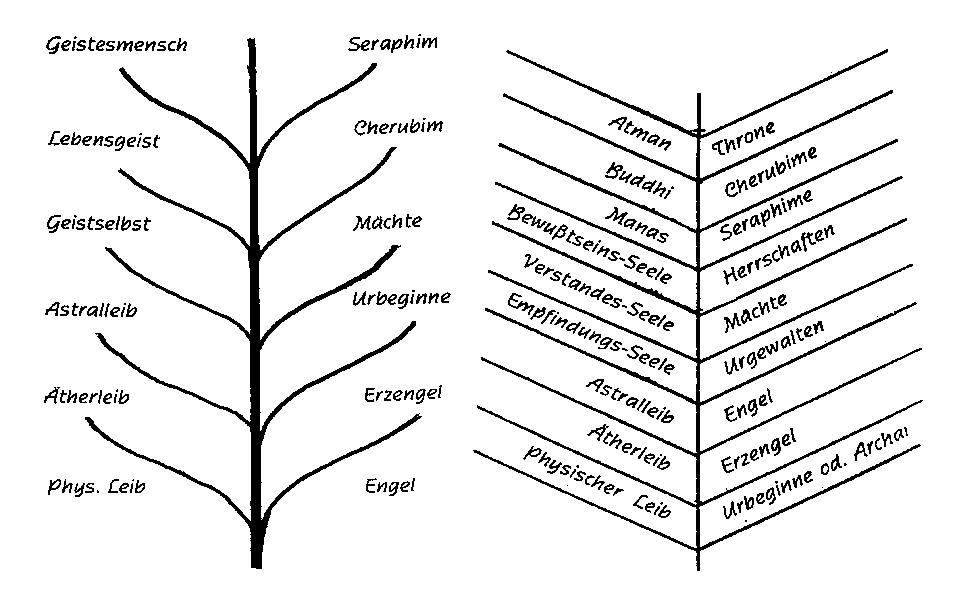 Geistesmensch
Seraphim
Lebensgeist
Cherubim
Geistselbst
Mächte
Astralleib
Urbeginne
Ätherleib
Erzengel
Phys. Leib
Engel
Atman
Throne
Buddhi
Cherubime
Manas
Seraphime
Bewußtseins-Seele
Herrschaften
Verstandes-Seele
Mächte
Empfindungs-Seele
Urgewalten
Astralleib
Engel
Ätherleib
Erzengel
Physischer Leib
Urbeginne od. Archai